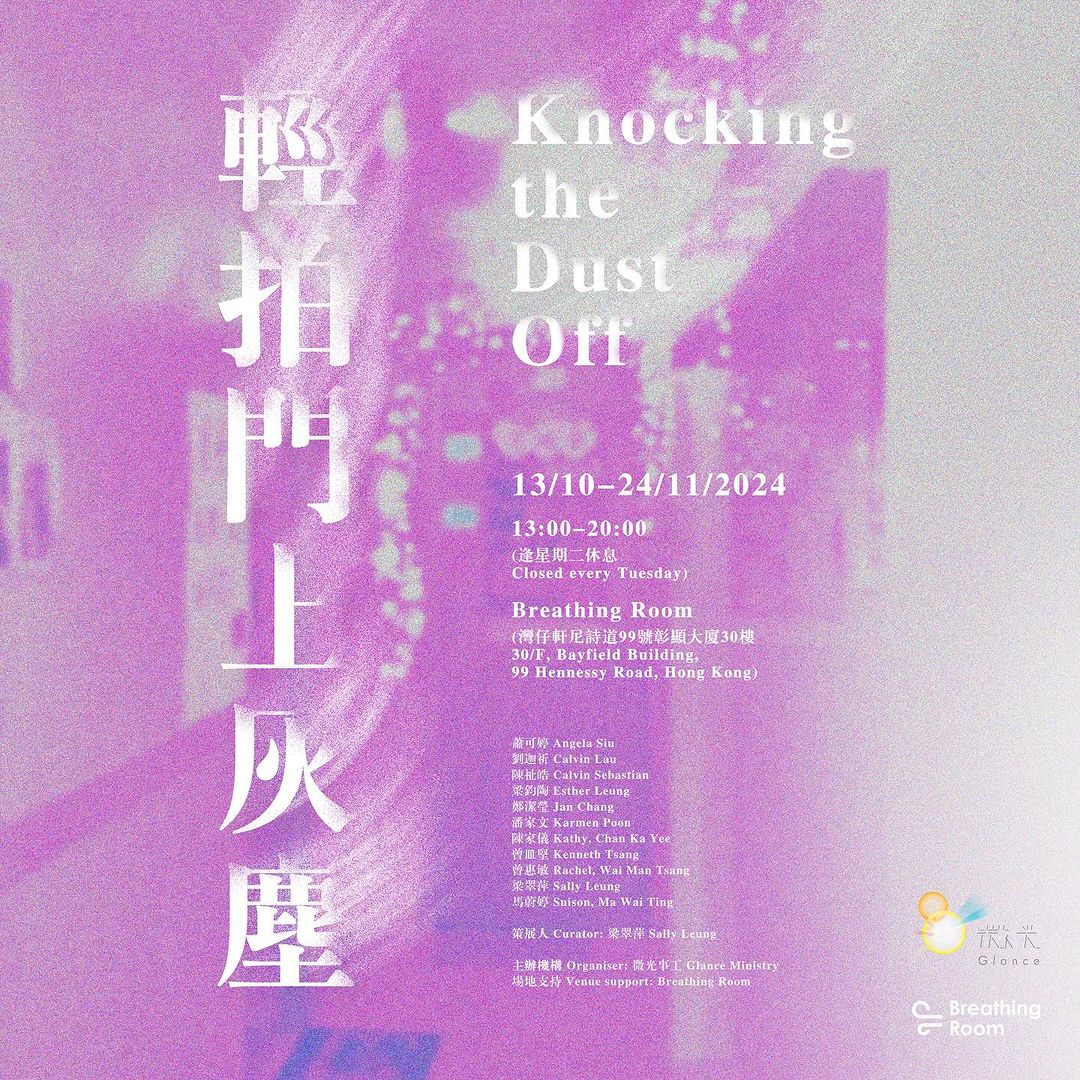 輕拍門上灰塵
Knocking
the
Dust
Off
13/10–24/11/2024
13:00–20:00
(逢星期二休息
Closed every Tuesday)
Breathing Room
(灣仔軒尼詩道99號彰顯大厦30樓
30/F, Bayfield Building,
99 Hennessy Road, Hong Kong)
蕭可婷 Angela Siu
劉迦祈 Calvin Lau
陳祉皓 Calvin Sebastian
梁鈞陶 Esther Leung
鄭潔瑩 Jan Chang
潘家文 Karmen Poon
陳家儀 Kathy, Chan Ka Yee
Kenneth Tsang
曾惠敏 Rachel, Wai Man Tsang
梁翠萍 Sally Leung
馬蔚婷 Suison, Ma Wai Ting
策展人 Curator: 梁翠萍 Sally Leung
主辦機構 Organiser: 微光事工 Glance Ministry
場地支持 Venue support: Breathing Room
微光
Glance
Breathing
Room